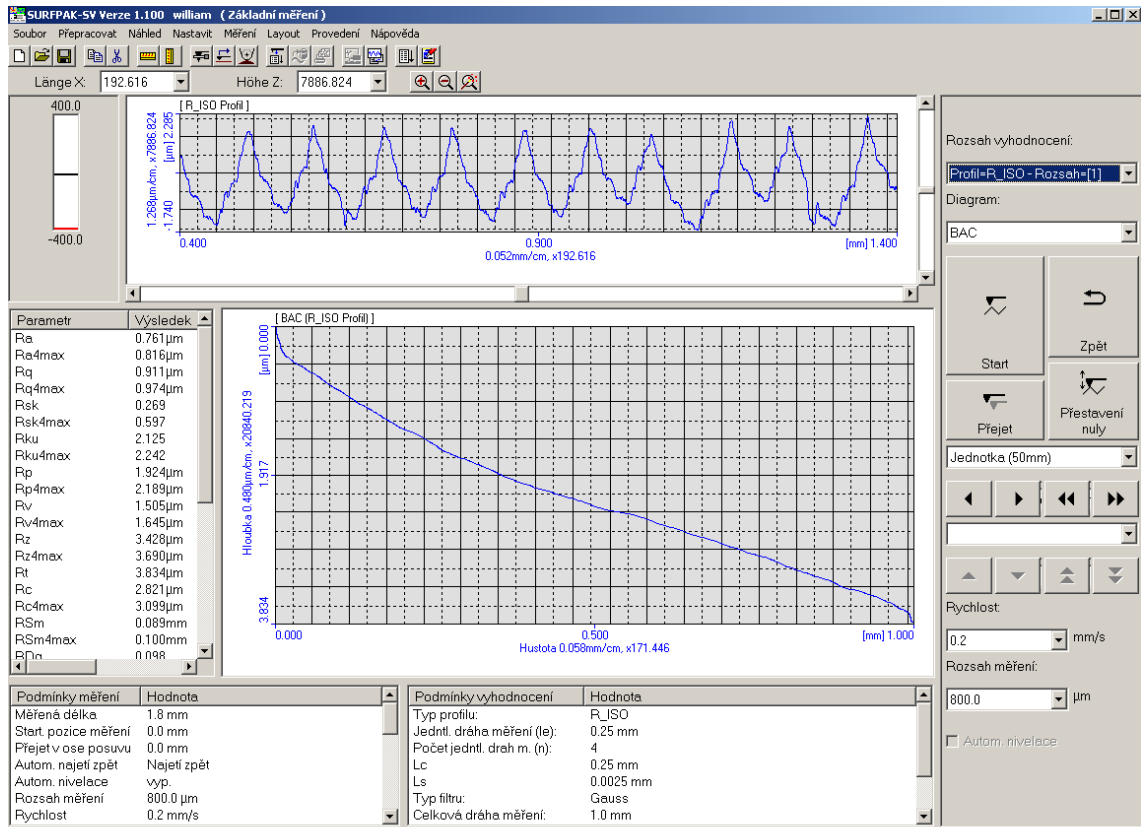 SURFPAK-SV Verze 1.100 william ( Základní měření )
Soubor Přepracovat Náhled Nastavit Měření Layout Provedení Nápověda
Länge X: 192.616 Höhe Z: 7886.824
400.0
-400.0
[ R_ISO Profil ]
1.268µm/cm, x7886.824
-1.740 [µm] 2.285
0.400 0.900 [mm] 1.400
0.052mm/cm, x192.616
Parametr Výsledek
Ra 0.761µm
Ra4max 0.816µm
Rq 0.911µm
Rq4max 0.974µm
Rsk 0.269
Rsk4max 0.597
Rku 2.125
Rku4max 2.242
Rp 1.924µm
Rp4max 2.189µm
Rv 1.505µm
Rv4max 1.645µm
Rz 3.428µm
Rz4max 3.690µm
Rt 3.834µm
Rc 2.821µm
Rc4max 3.099µm
RSm 0.089mm
RSm4max 0.100mm
RDq 0.098
[ BAC (R_ISO Profil) ]
Hloubka 0.480µm/cm, x20840.219
3.834 1.917 [µm] 0.000
0.000 0.500 [mm] 1.000
Hustota 0.058mm/cm, x171.446
Podmínky měření Hodnota
Měřená délka 1.8 mm
Start. pozice měření 0.0 mm
Přejet v ose posuvu 0.0 mm
Autom. najetí zpět Najetí zpět
Autom. nivelace vyp.
Rozsah měření 800.0 µm
Rychlost 0.2 mm/s
Podmínky vyhodnocení Hodnota
Typ profilu: R_ISO
Jedntl. dráha měření (le): 0.25 mm
Počet jedntl. drah m. (n): 4
Lc 0.25 mm
Ls 0.0025 mm
Typ filtru: Gauss
Celková dráha měření: 1.0 mm
Rozsah vyhodnocení:
Profil=R_ISO - Rozsah=[1]
Diagram:
BAC
Start
Zpět
Přejet
Přestavení
nuly
Jednotka (50mm)
Rychlost:
0.2 mm/s
Rozsah měření:
800.0 µm
Autom. nivelace